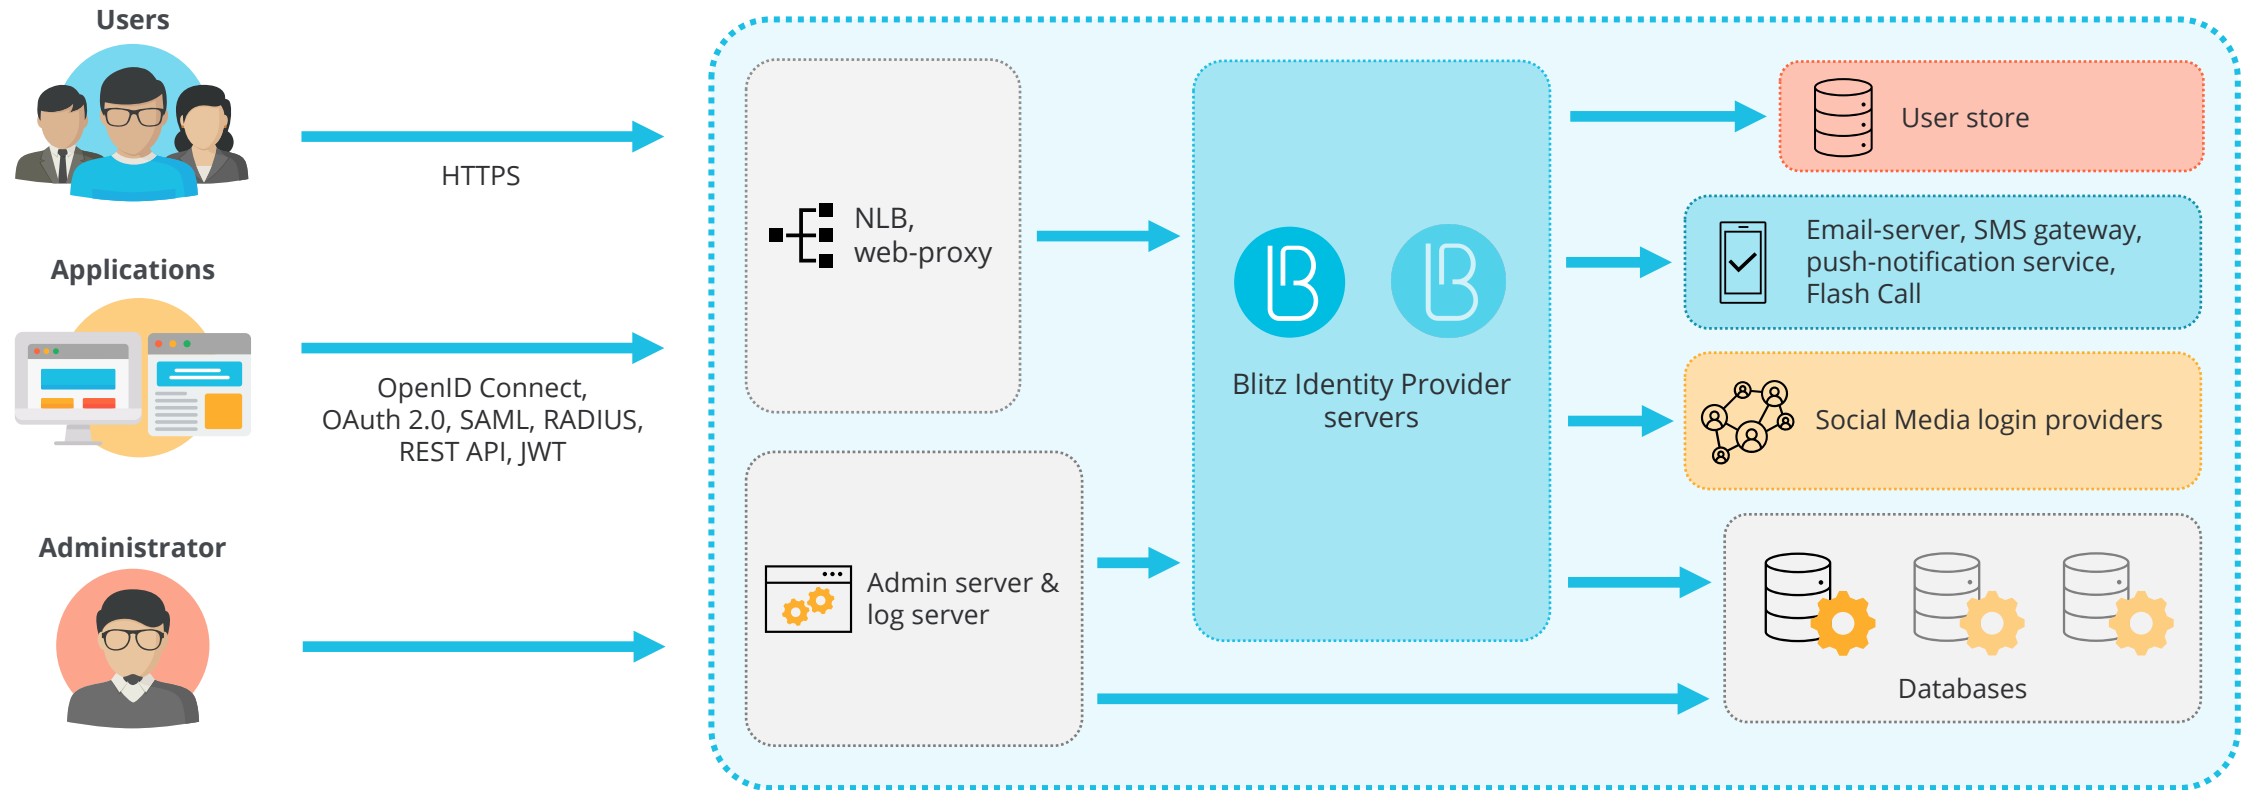 Users
HTTPS
Applications
OpenID Connect,
OAuth 2.0, SAML, RADIUS,
REST API, JWT
Administrator
NLB,
web-proxy
Admin server &
log server
Blitz Identity Provider
servers
User store
Email-server, SMS gateway,
push-notification service,
Flash Call
Social Media login providers
Databases